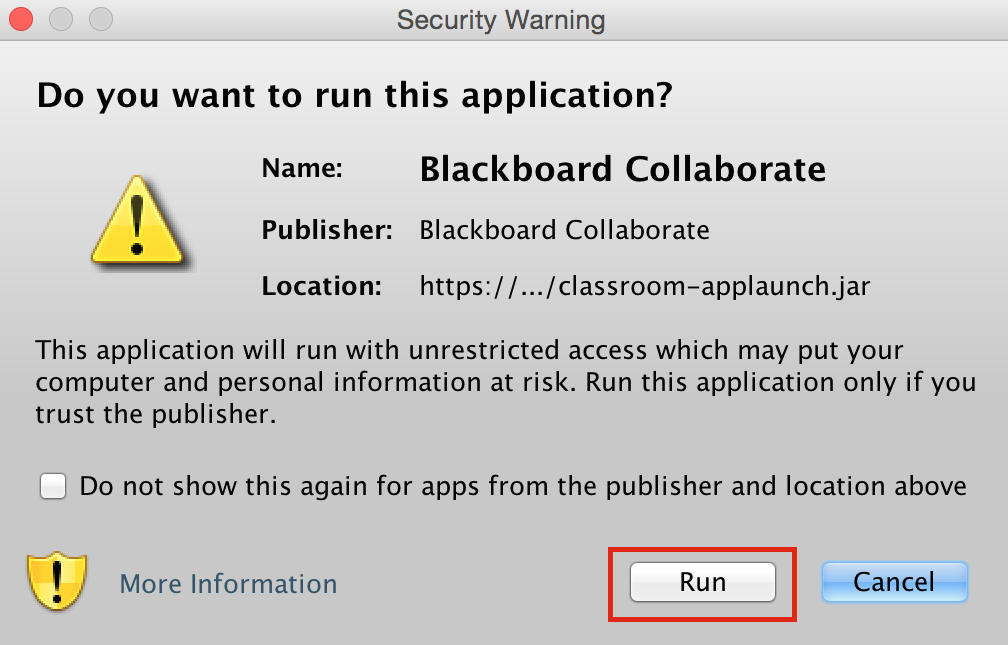 Security Warning
Do you want to run this application?
Name: Blackboard Collaborate
Publisher: Blackboard Collaborate
Location: https://.../classroom-applaunch.jar
This application will run with unrestricted access which may put your
computer and personal information at risk. Run this application only if you
trust the publisher.
Do not show this again for apps from the publisher and location above
More Information Run Cancel